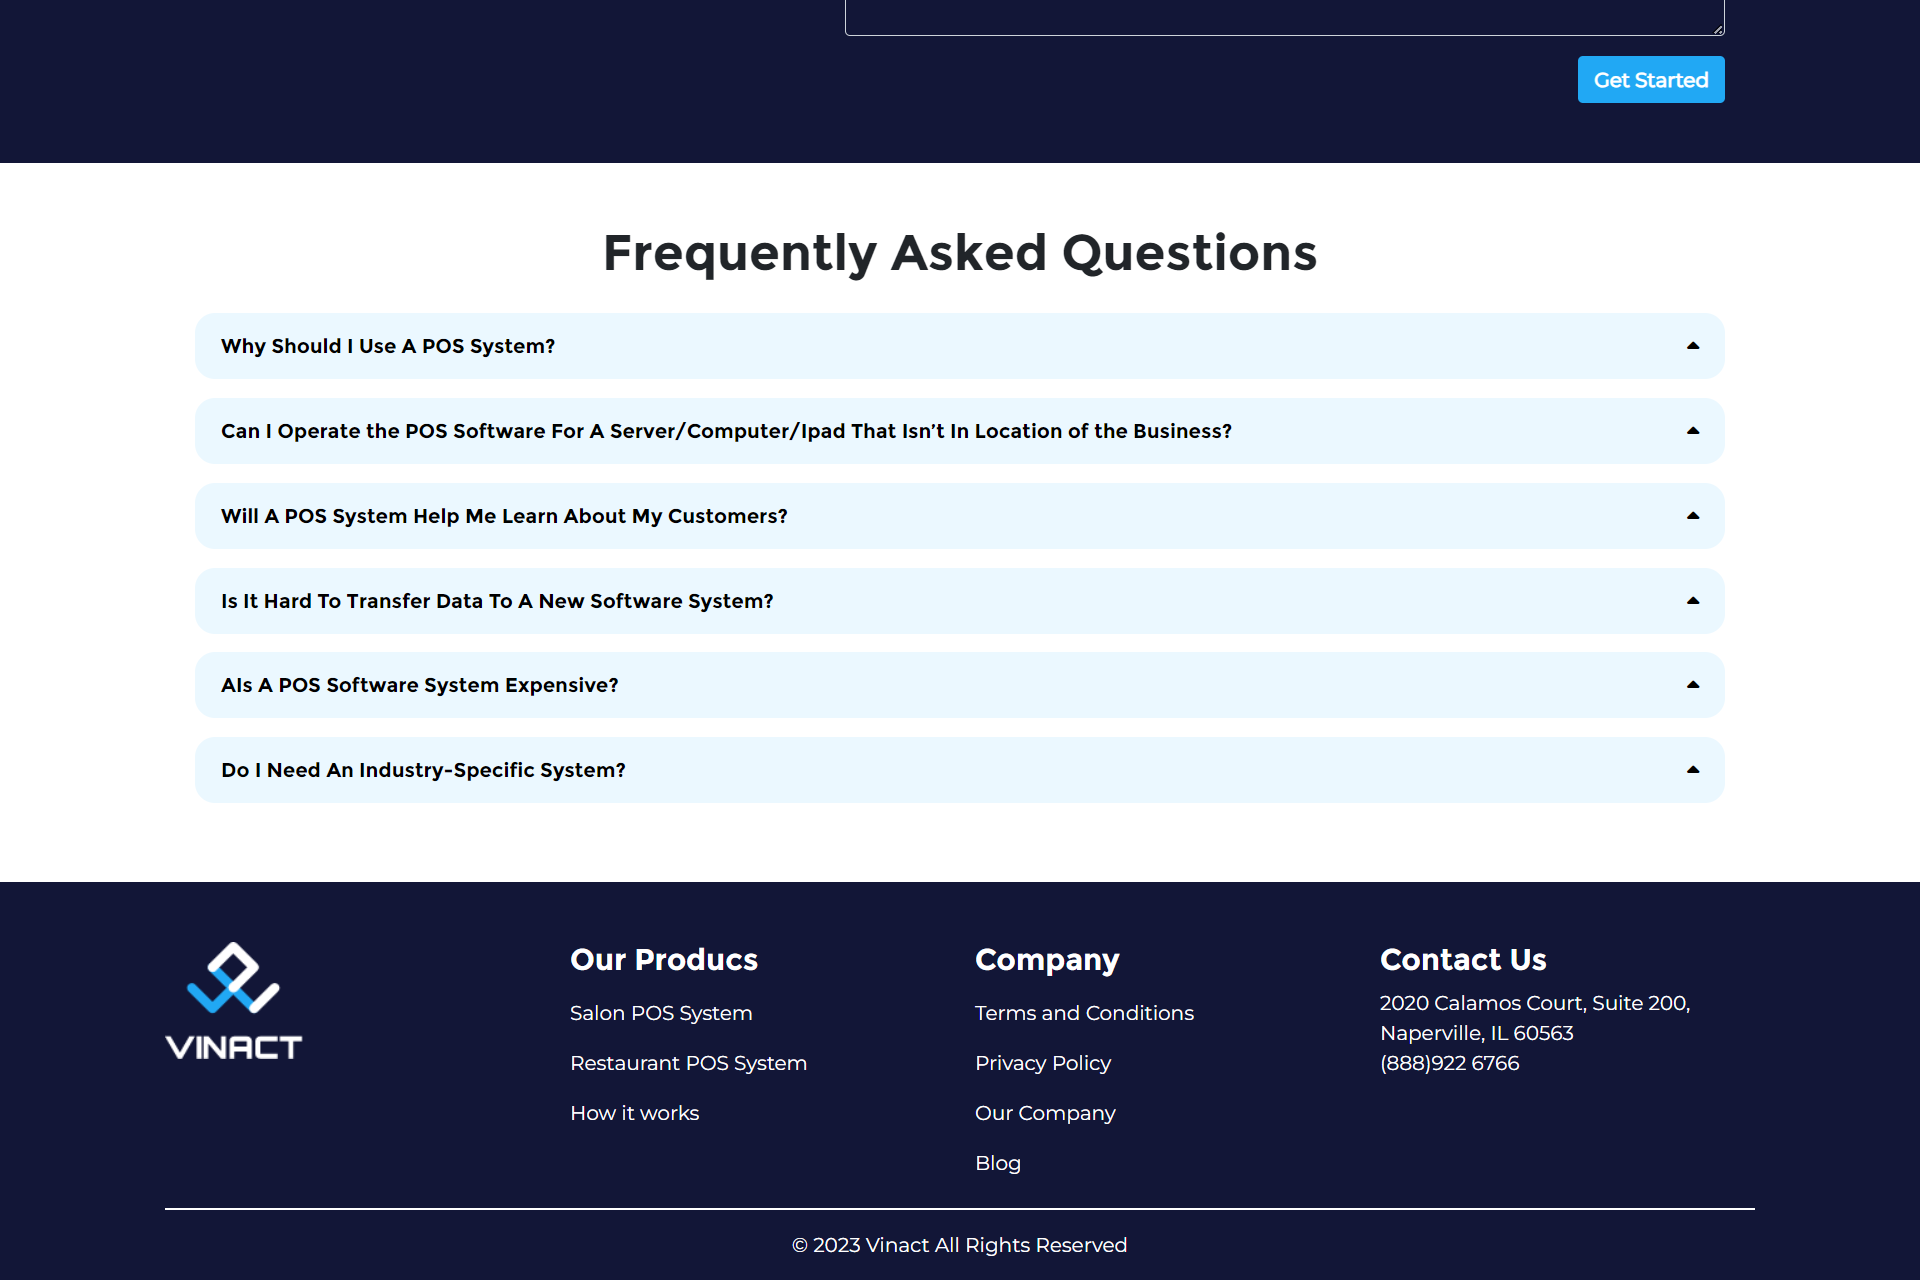 Get Started
Frequently Asked Questions
Why Should I Use A POS System?
Can I Operate the POS Software For A Server/Computer/Ipad That Isn’t In Location of the Business?
Will A POS System Help Me Learn About My Customers?
Is It Hard To Transfer Data To A New Software System?
AIs A POS Software System Expensive?
Do I Need An Industry-Specific System?
VINACT
Our Producs
Salon POS System
Restaurant POS System
How it works
Company
Terms and Conditions
Privacy Policy
Our Company
Blog
Contact Us
2020 Calamos Court, Suite 200,
Naperville, IL 60563
(888)922 6766
© 2023 Vinact All Rights Reserved